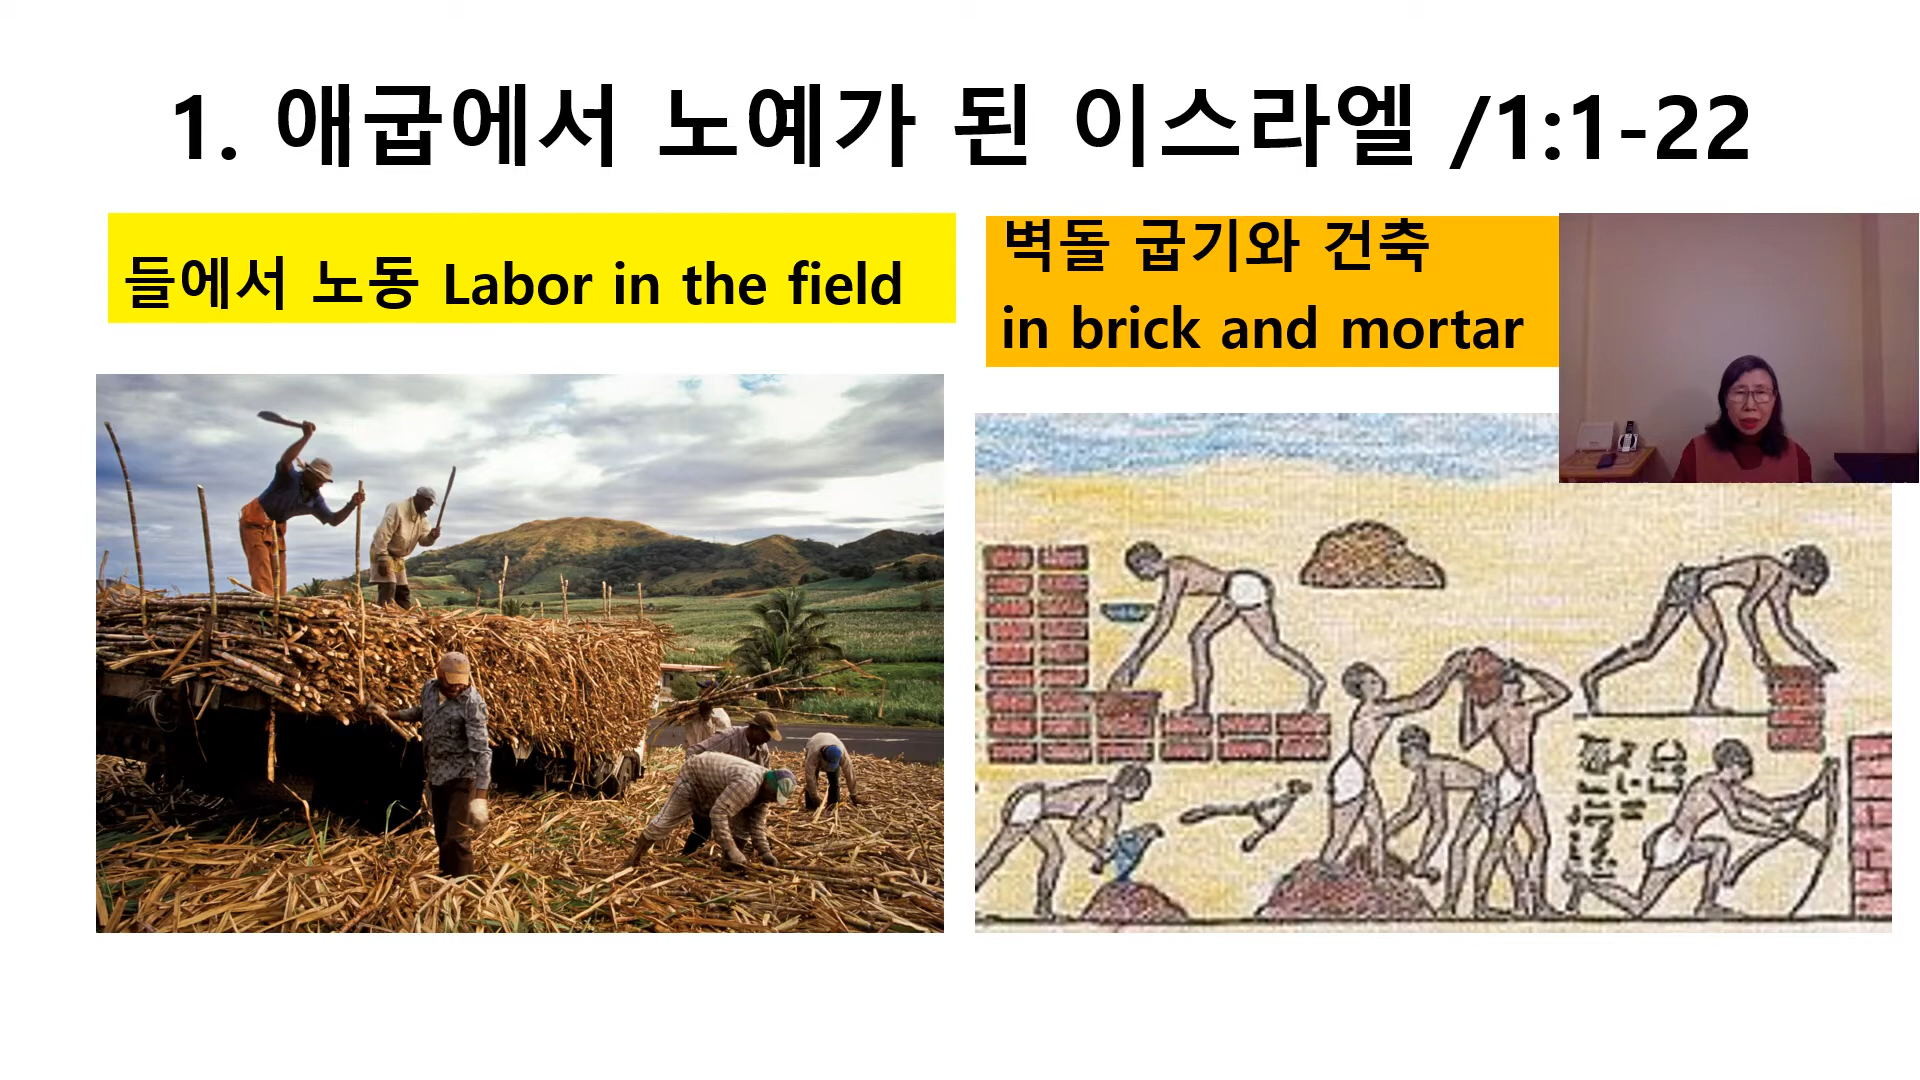 1. 애굽에서 노예가 된 이스라엘 /1:1-22
들에서 노동 Labor in the field
벽돌 굽기와 건축
in brick and mortar